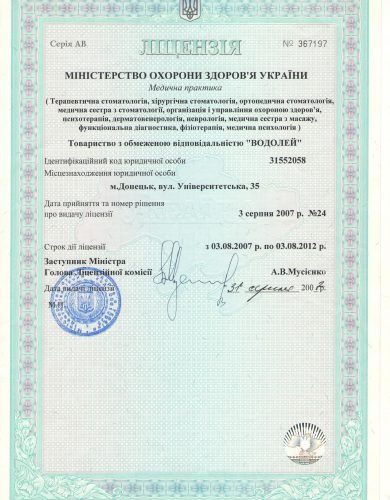 Серія АВ
ЛІЦЕНЗІЯ
№ 367197
МІНІСТЕРСТВО ОХОРОНИ ЗДОРОВ'Я УКРАЇНИ
Медична практика
( Терапевтична стоматологія, хірургічна стоматологія, ортопедична стоматологія,
медична сестра з стоматології, організація і управління охороною здоров'я,
психотерапія, дерматовенерологія, неврологія, медична сестра з масажу,
функціональна діагностика, фізіотерапія, медична психологія )
Товариство з обмеженою відповідальністю "ВОДОЛЕЙ"
Ідентифікаційний код юридичної особи 31552058
Місцезнаходження юридичної особи
м.Донецьк, вул. Університетська, 35
Дата прийняття та номер рішення
про видачу ліцензії 3 серпня 2007 р. №24
Строк дії ліцензії з 03.08.2007 р. по 03.08.2012 р.
Заступник Міністра
Голова Ліцензійної комісії А.В.Мусієнко
Дата видачі ліцензії 31 серпня 200 р.
М.П.